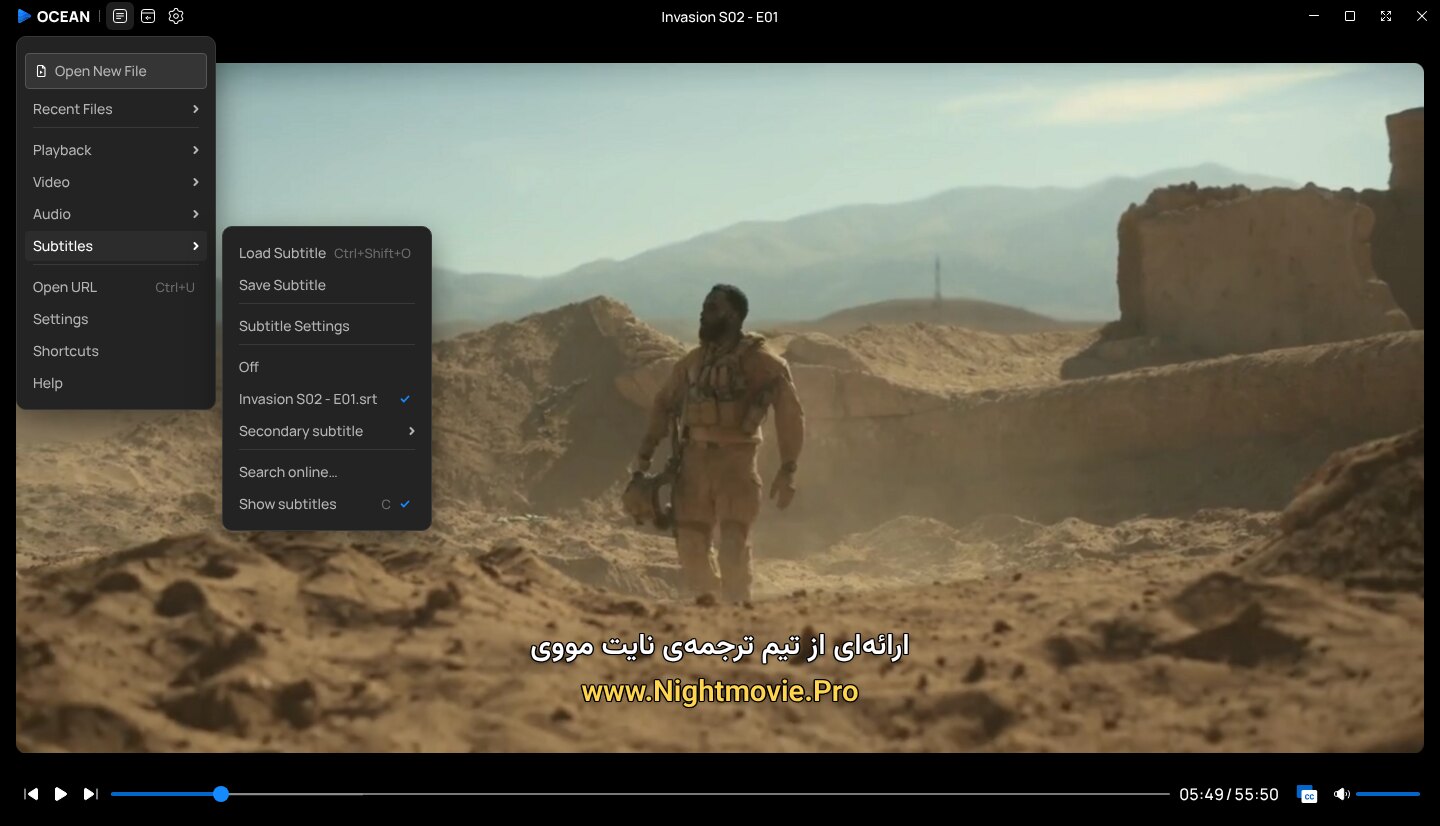 OCEAN
Invasion S02 - E01
Open New File
Recent Files
Playback
Video
Audio
Subtitles
Open URL Ctrl+U
Settings
Shortcuts
Help
Load Subtitle Ctrl+Shift+O
Save Subtitle
Subtitle Settings
Off
Invasion S02 - E01.srt
Secondary subtitle
Search online...
Show subtitles C
ارائه‌ای از تیم ترجمه‌ی نایت مووی
www.Nightmovie.Pro
05:49 / 55:50
CC